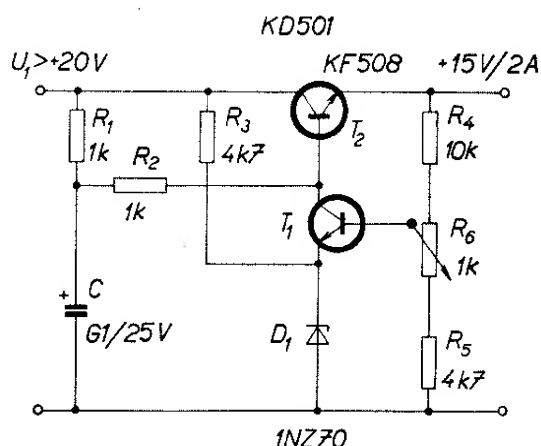 KD501
U₁>+20V
KF508
+15V/2A
R₁
1k
R₂
1k
R₃
4k7
T₂
R₄
10k
T₁
R₆
1k
+ C
G1/25V
D₁
R₅
4k7
1NZ70